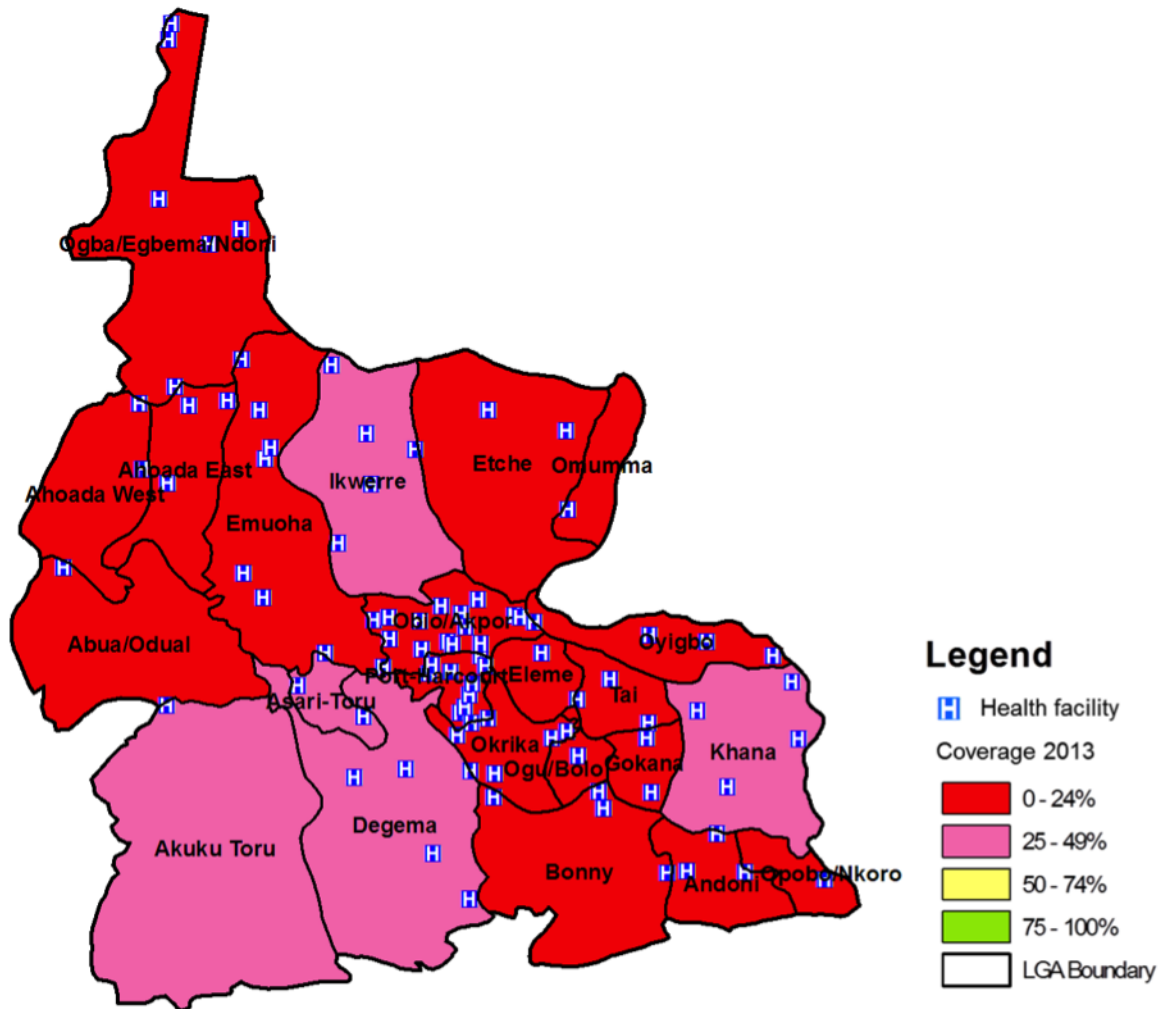 Ogba/Egbema/Ndoni
Ahoada East
Ahoada West
Emuoha
Ikwerre
Etche
Omumma
Abua/Odual
Obio/Akpor
Oyigbo
Port-Harcourt
Eleme
Asari-Toru
Tai
Okrika
Ogu/Bolo
Gokana
Khana
Degema
Akuku Toru
Bonny
Andoni
Opobo/Nkoro
Legend
H Health facility
Coverage 2013
0 - 24%
25 - 49%
50 - 74%
75 - 100%
LGA Boundary